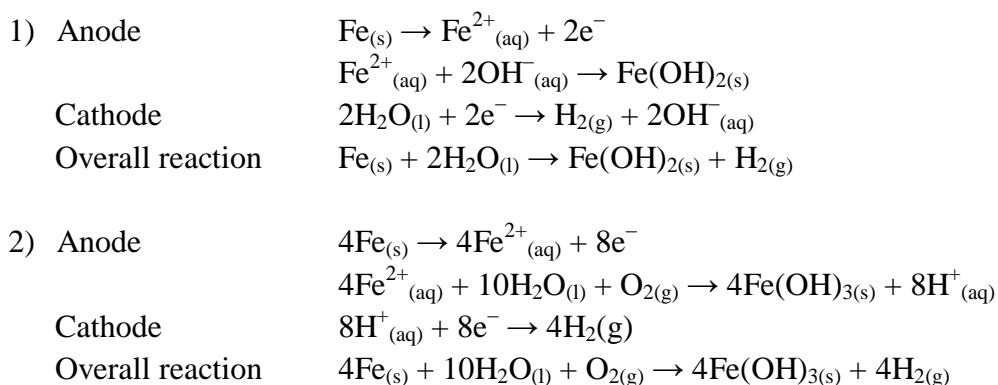 1) Anode Fe(s) → Fe²⁺(aq) + 2e⁻
Fe²⁺(aq) + 2OH⁻(aq) → Fe(OH)2(s)
Cathode 2H₂O(l) + 2e⁻ → H2(g) + 2OH⁻(aq)
Overall reaction Fe(s) + 2H₂O(l) → Fe(OH)2(s) + H2(g)
2) Anode 4Fe(s) → 4Fe²⁺(aq) + 8e⁻
4Fe²⁺(aq) + 10H₂O(l) + O2(g) → 4Fe(OH)3(s) + 8H⁺(aq)
Cathode 8H⁺(aq) + 8e⁻ → 4H₂(g)
Overall reaction 4Fe(s) + 10H₂O(l) + O2(g) → 4Fe(OH)3(s) + 4H2(g)